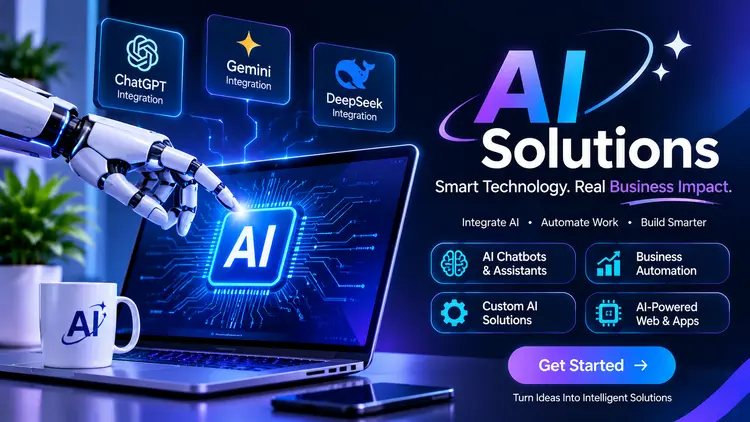 ChatGPT
Integration
Gemini
Integration
DeepSeek
Integration
AI
AI
AI
Solutions
Smart Technology. Real Business Impact.
Integrate AI • Automate Work • Build Smarter
AI Chatbots
& Assistants
Business
Automation
Custom AI
Solutions
AI-Powered
Web & Apps
Get Started →
Turn Ideas Into Intelligent Solutions